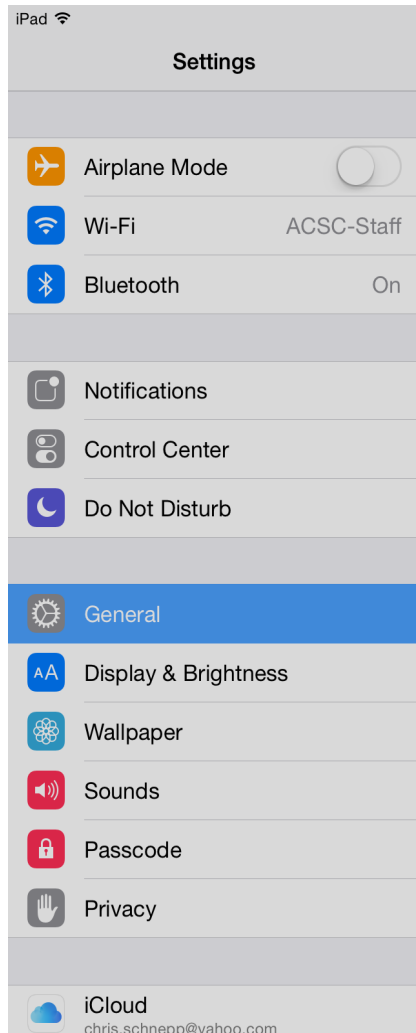 iPad
Settings
Airplane Mode
Wi-Fi ACSC-Staff
Bluetooth On
Notifications
Control Center
Do Not Disturb
General
AA Display & Brightness
Wallpaper
Sounds
Passcode
Privacy
iCloud
chris.schnepp@yahoo.com